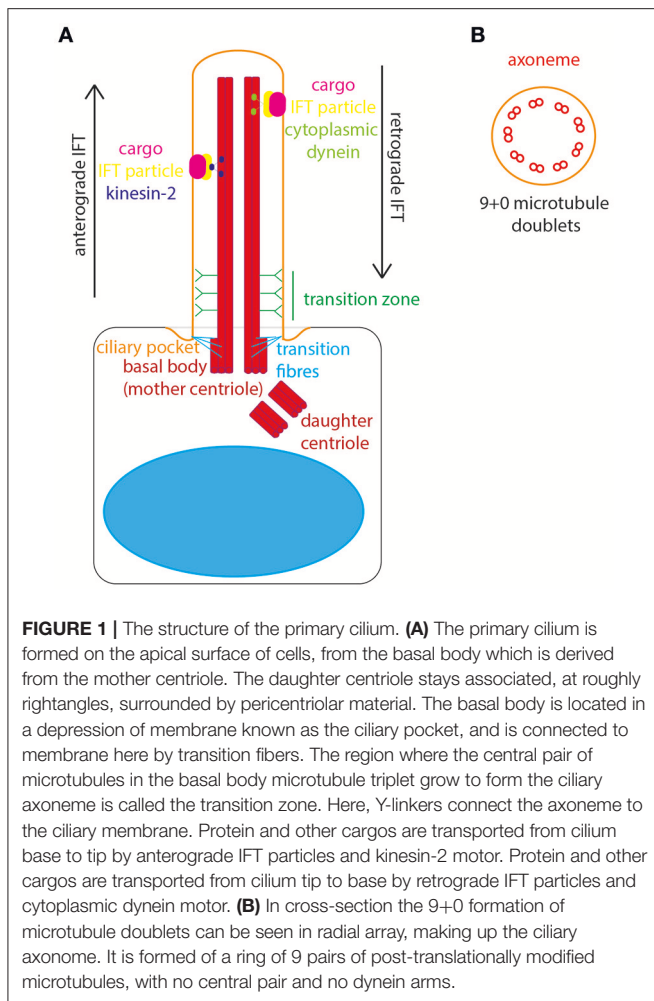 A
B
anterograde IFT
cargo
IFT particle
kinesin-2
cargo
IFT particle
cytoplasmic
dynein
retrograde IFT
axoneme
9+0 microtubule
doublets
transition zone
ciliary pocket
basal body
(mother centriole)
transition
fibres
daughter
centriole
FIGURE 1 | The structure of the primary cilium. (A) The primary cilium is
formed on the apical surface of cells, from the basal body which is derived
from the mother centriole. The daughter centriole stays associated, at roughly
rightangles, surrounded by pericentriolar material. The basal body is located in
a depression of membrane known as the ciliary pocket, and is connected to
membrane here by transition fibers. The region where the central pair of
microtubules in the basal body microtubule triplet grow to form the ciliary
axoneme is called the transition zone. Here, Y-linkers connect the axoneme to
the ciliary membrane. Protein and other cargos are transported from cilium
base to tip by anterograde IFT particles and kinesin-2 motor. Protein and other
cargos are transported from cilium tip to base by retrograde IFT particles and
cytoplasmic dynein motor. (B) In cross-section the 9+0 formation of
microtubule doublets can be seen in radial array, making up the ciliary
axonome. It is formed of a ring of 9 pairs of post-translationally modified
microtubules, with no central pair and no dynein arms.